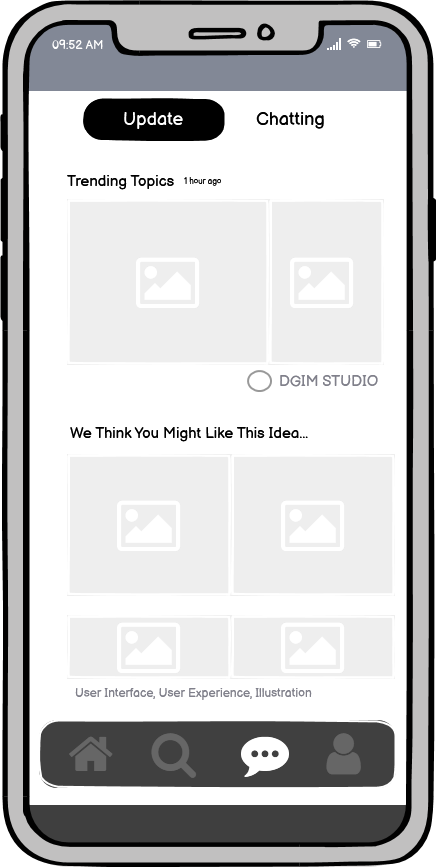 09:52 AM
Update Chatting
Trending Topics 1 hour ago
DGIM STUDIO
We Think You Might Like This Idea...
User Interface, User Experience, Illustration